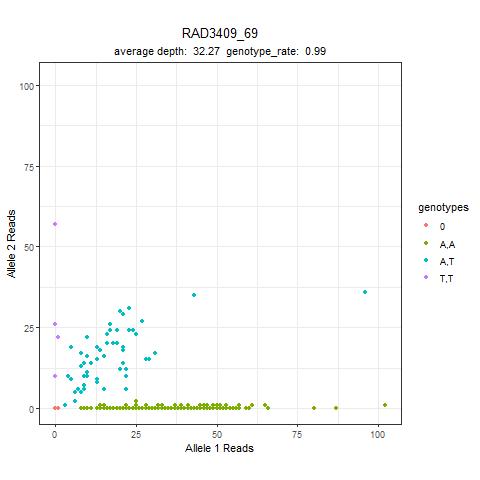 RAD3409_69
average depth:  32.27  genotype_rate:  0.99
100
75
50
25
0
Allele 2 Reads
0
25
50
75
100
Allele 1 Reads
genotypes
0
A,A
A,T
T,T